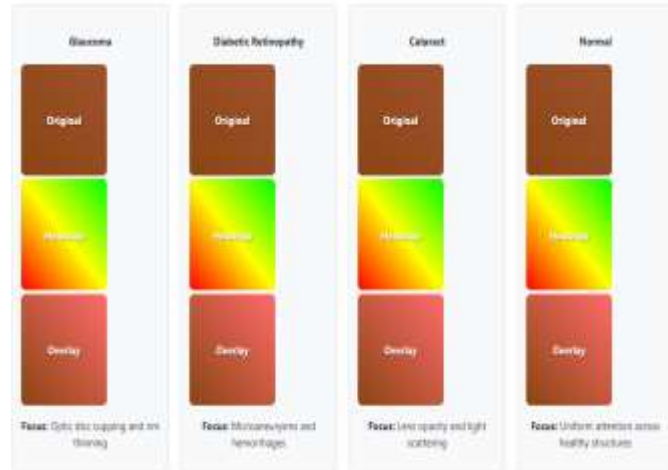 Glaucoma
Original
Heatmap
Overlay
Focus: Optic disc cupping and rim
thinning
Diabetic Retinopathy
Original
Heatmap
Overlay
Focus: Microaneurysms and
hemorrhages
Cataract
Original
Heatmap
Overlay
Focus: Lens opacity and light
scattering
Normal
Original
Heatmap
Overlay
Focus: Uniform attention across
healthy structures